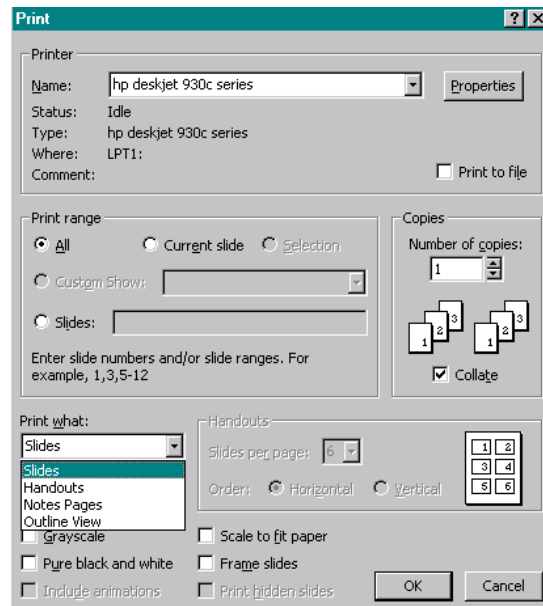 Print
Printer
Name: hp deskjet 930c series Properties
Status: Idle
Type: hp deskjet 930c series
Where: LPT1:
Comment: Print to file
Print range
All Current slide Selection
Custom Show:
Slides:
Enter slide numbers and/or slide ranges. For
example, 1,3,5-12
Copies
Number of copies:
1
1 2 3 1 2 3
Collate
Print what:
Slides
Slides
Handouts
Notes Pages
Outline View
Handouts
Slides per page: 6
Order: Horizontal Vertical
1 2
3 4
5 6
Grayscale Scale to fit paper
Pure black and white Frame slides
Include animations Print hidden slides
OK Cancel